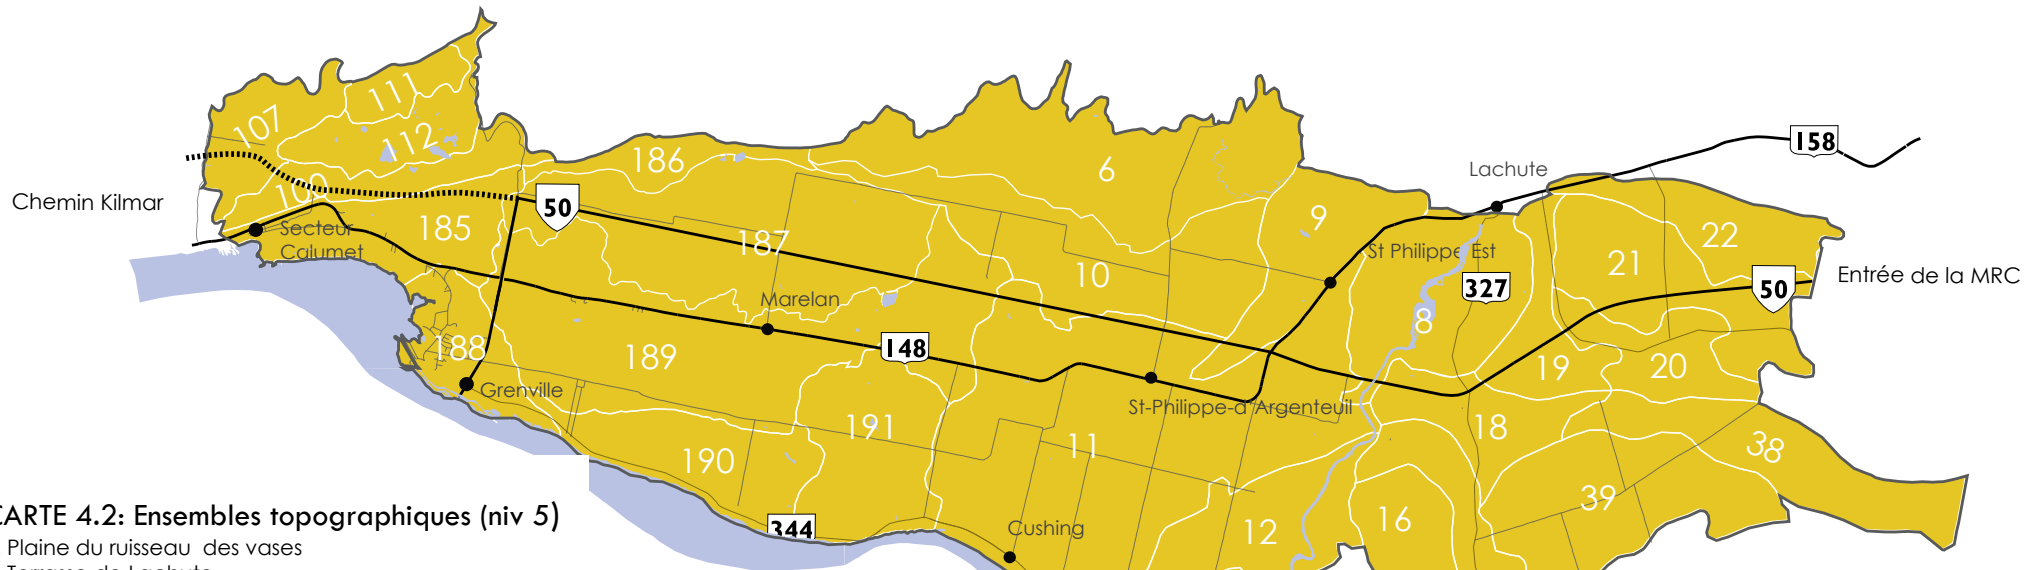 158
Lachute
111
107
112
186
6
Chemin Kilmar
100
50
185
Secteur
Calumet
187
9
St Philippe Est
22
21
10
Entrée de la MRC
327
50
Marelan
8
188
189
148
19
20
Grenville
St-Philippe-d'Argenteuil
191
18
11
38
190
39
CARTE 4.2: Ensembles topographiques (niv 5)
344
Cushing
12
16
Plaine du ruisseau des vases
Terrasse de Lachute